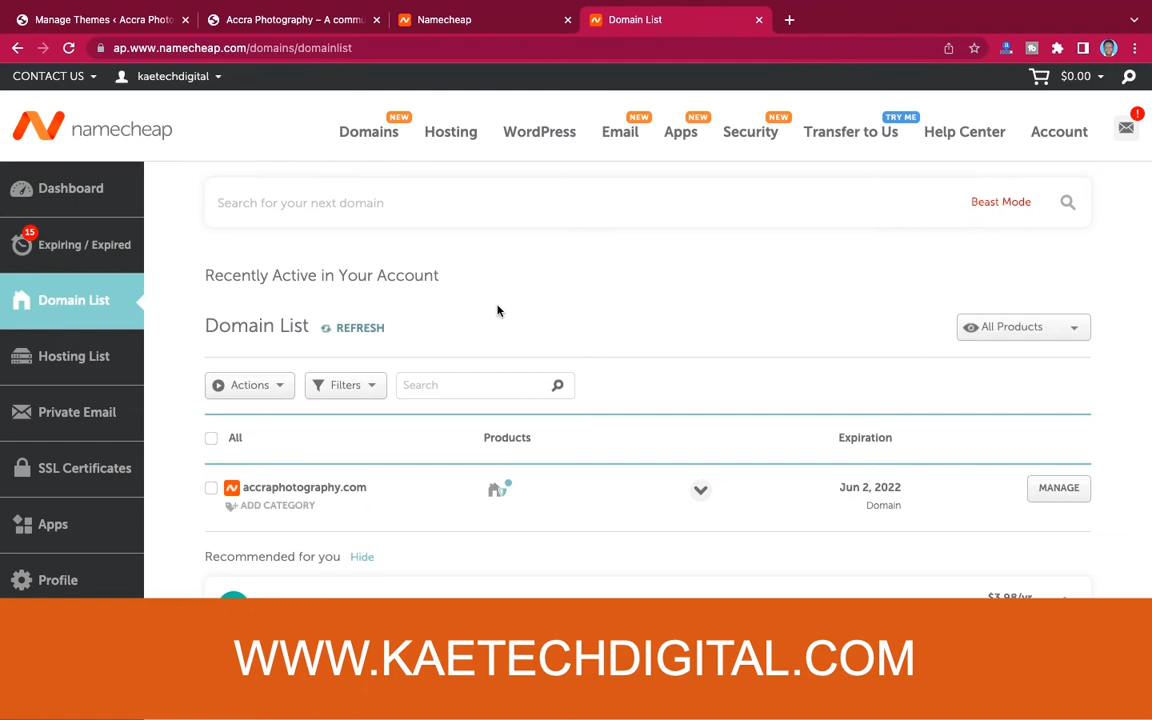 Manage Themes ‹ Accra Photo
Accra Photography – A commu
Namecheap
Domain List
ap.www.namecheap.com/domains/domainlist
CONTACT US
kaetechdigital
$0.00
namecheap
Domains NEW
Hosting
WordPress
Email NEW
Apps NEW
Security NEW
Transfer to Us TRY ME
Help Center
Account
!
Dashboard
15
Expiring / Expired
Domain List
Hosting List
Private Email
SSL Certificates
Apps
Profile
Search for your next domain
Beast Mode
Recently Active in Your Account
Domain List REFRESH
All Products
Actions
Filters
Search
All Products Expiration
accraphotography.com Jun 2, 2022 MANAGE
ADD CATEGORY Domain
Recommended for you Hide
$3.98/yr
WWW.KAETECHDIGITAL.COM